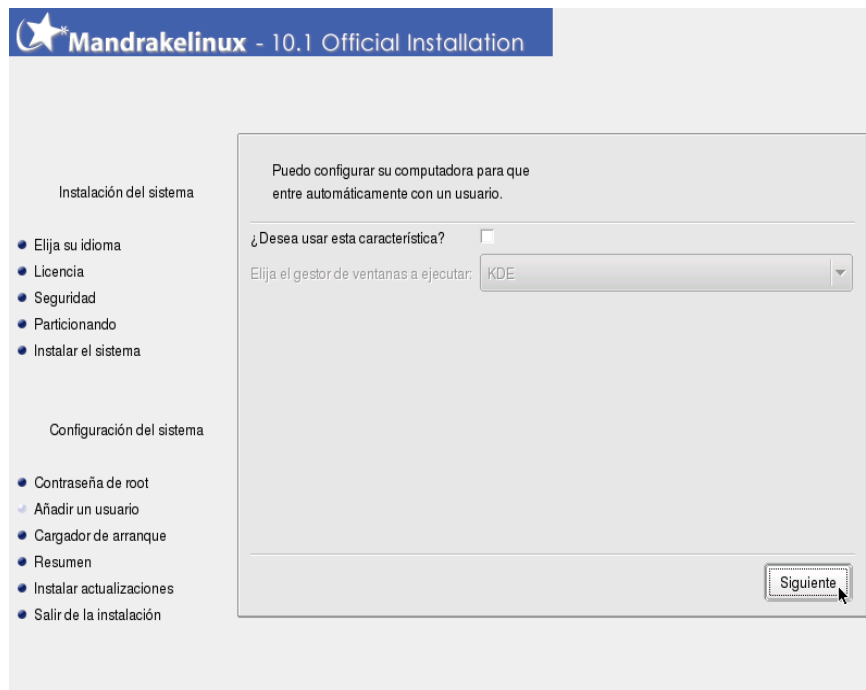 Mandrakelinux - 10.1 Official Installation
Instalación del sistema
Elija su idioma
Licencia
Seguridad
Particionando
Instalar el sistema
Configuración del sistema
Contraseña de root
Añadir un usuario
Cargador de arranque
Resumen
Instalar actualizaciones
Salir de la instalación
Puedo configurar su computadora para que
entre automáticamente con un usuario.
¿Desea usar esta característica?
Elija el gestor de ventanas a ejecutar: KDE
Siguiente